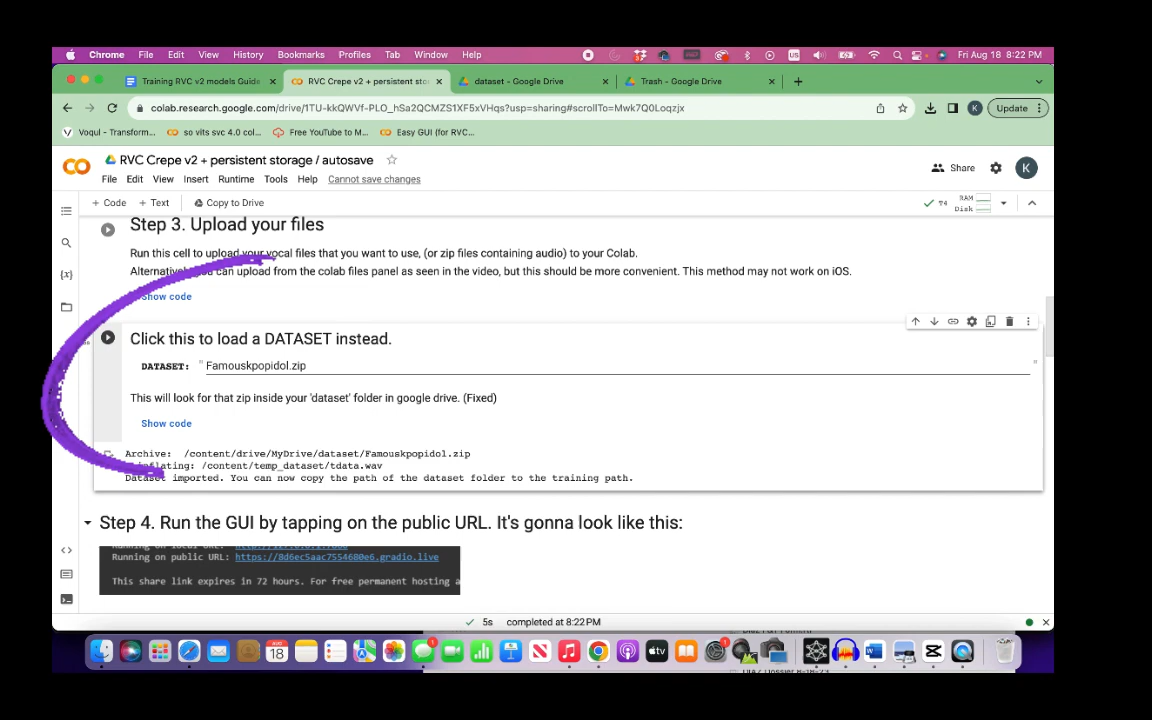 Chrome File Edit View History Bookmarks Profiles Tab Window Help Fri Aug 18 8:22 PM
Training RVC v2 models Guide RVC Crepe v2 + persistent sto dataset - Google Drive Trash - Google Drive
colab.research.google.com/drive/1TU-kkQWVf-PLO_hSa2QCMZS1XF5xVHqs?usp=sharing#scrollTo=Mwk7Q0Loqzjx K Update
Voqul - Transform... so vits svc 4.0 col... Free YouTube to M... Easy GUI (for RVC...
RVC Crepe v2 + persistent storage / autosave
Share K
File Edit View Insert Runtime Tools Help Cannot save changes
+ Code + Text Copy to Drive
T4 RAM
Disk
Step 3. Upload your files
Run this cell to upload your vocal files that you want to use, (or zip files containing audio) to your Colab.
can upload from the colab files panel as seen in the video, but this should be more convenient. This method may not work on iOS.
Show code
Click this to load a DATASET instead.
DATASET: " Famouskpopidol.zip "
This will look for that zip inside your 'dataset' folder in google drive. (Fixed)
Show code
Archive: /content/drive/MyDrive/dataset/Famouskpopidol.zip
inflating: /content/temp_dataset/tdata.wav
Dataset imported. You can now copy the path of the dataset folder to the training path.
Step 4. Run the GUI by tapping on the public URL. It's gonna look like this:
Running on public URL: https://8d6ec5aac7554680e6.gradio.live
This share link expires in 72 hours. For free permanent hosting a
5s completed at 8:22 PM